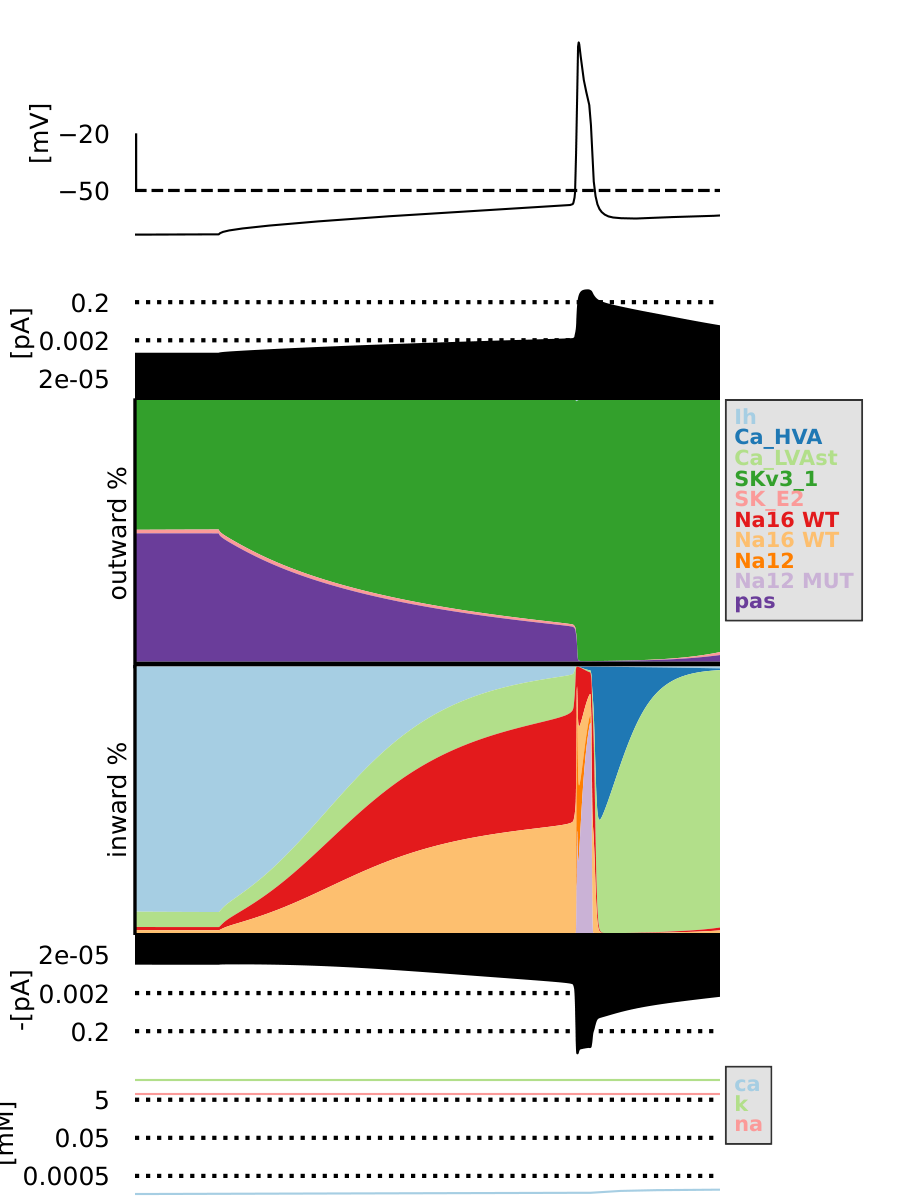 [mV]
−20
−50
[pA]
0.2
0.002
2e-05
outward %
Ih
Ca_HVA
Ca_LVAst
SKv3_1
SK_E2
Na16 WT
Na16 WT
Na12
Na12 MUT
pas
inward %
-[pA]
2e-05
0.002
0.2
[mM]
5
0.05
0.0005
ca
k
na